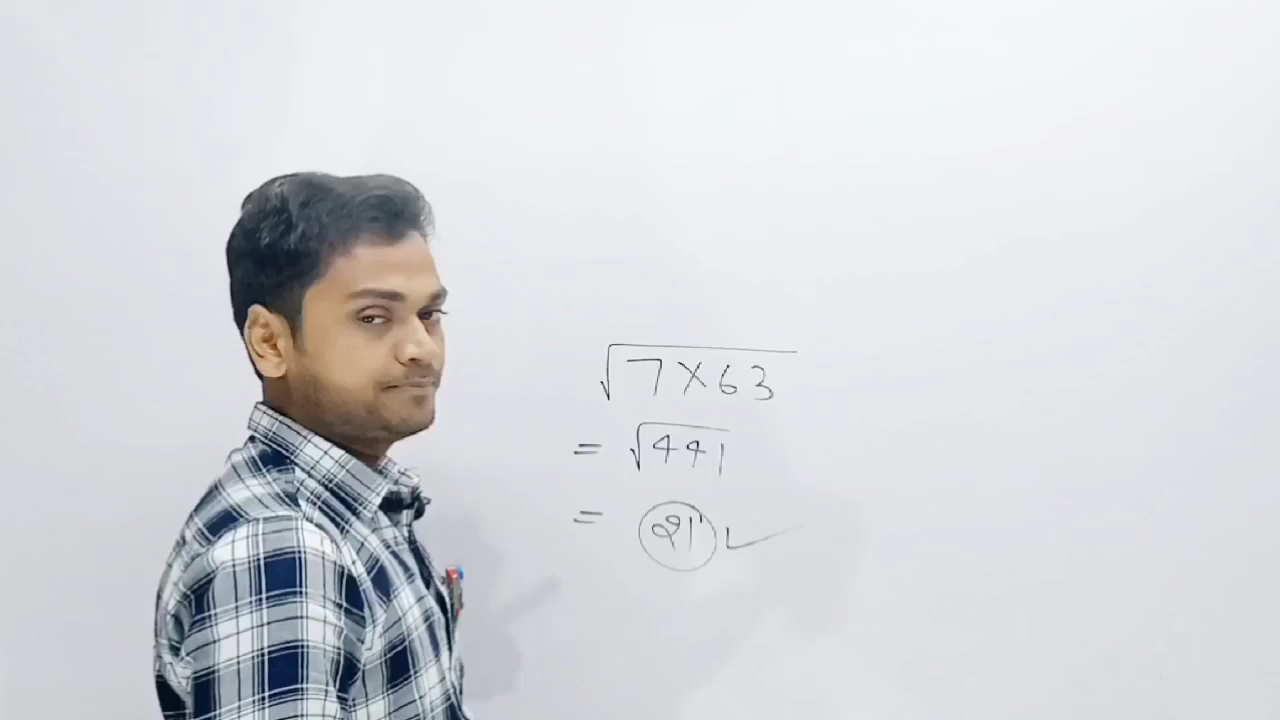 √7×63
= √441
= 21 ✓